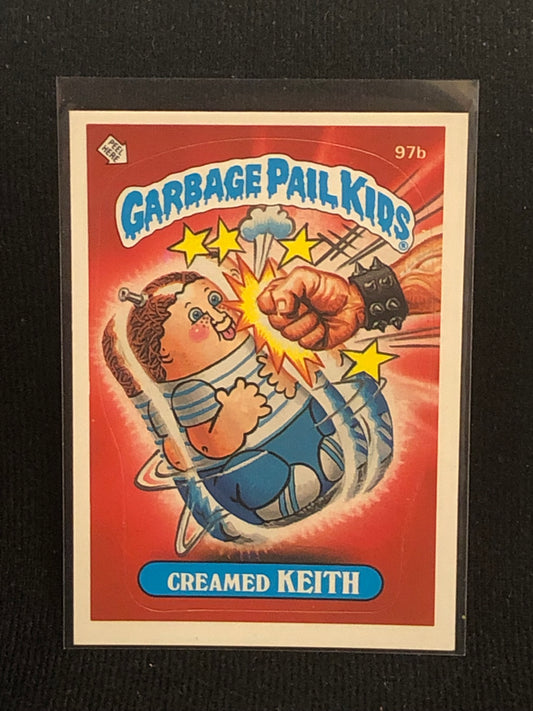 PEEL
HERE
97b
GARBAGE PAIL KIDS
®
CREAMED KEITH